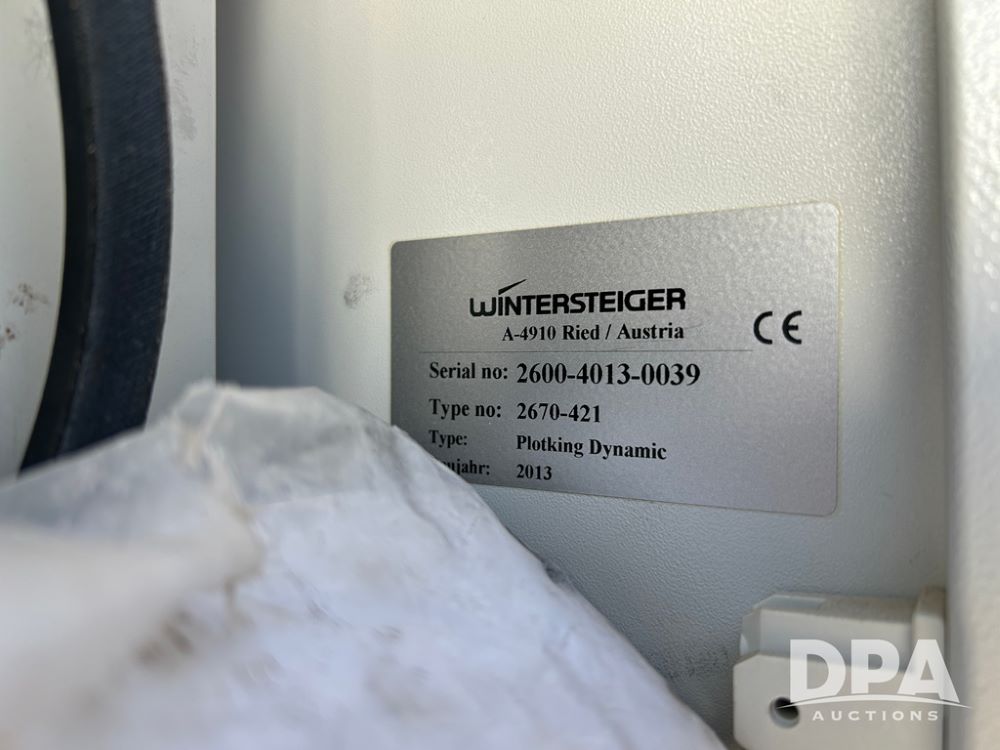 WINTERSTEIGER
A-4910 Ried / Austria
CE
Serial no: 2600-4013-0039
Type no: 2670-421
Type: Plotking Dynamic
ujahr: 2013
DPA
AUCTIONS